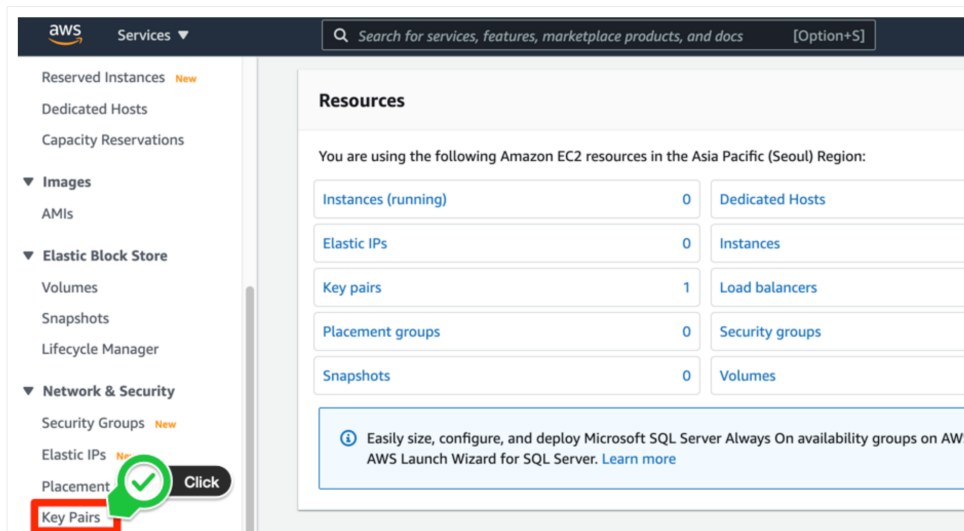 aws
Services ▼
Search for services, features, marketplace products, and docs [Option+S]
Reserved Instances New
Dedicated Hosts
Capacity Reservations
▼ Images
AMIs
▼ Elastic Block Store
Volumes
Snapshots
Lifecycle Manager
▼ Network & Security
Security Groups New
Elastic IPs
Placement
Click
Key Pairs
Resources
You are using the following Amazon EC2 resources in the Asia Pacific (Seoul) Region:
Instances (running) 0
Dedicated Hosts
Elastic IPs 0
Instances
Key pairs 1
Load balancers
Placement groups 0
Security groups
Snapshots 0
Volumes
Easily size, configure, and deploy Microsoft SQL Server Always On availability groups on
AWS Launch Wizard for SQL Server. Learn more